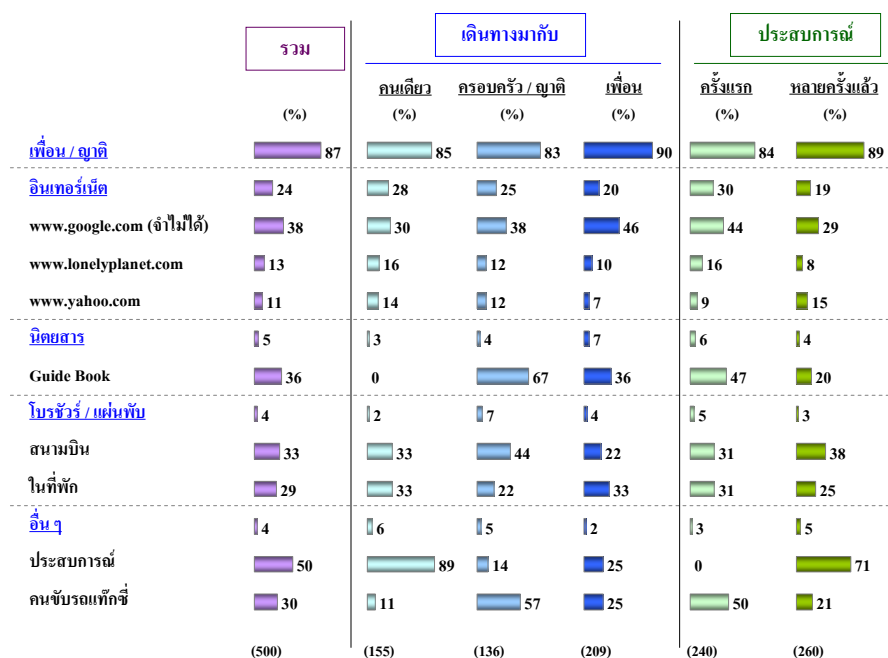 รวม เดินทางมากับ ประสบการณ์
คนเดียว ครอบครัว / ญาติ เพื่อน ครั้งแรก หลายครั้งแล้ว
(%) (%) (%) (%) (%) (%)
เพื่อน / ญาติ 87 85 83 90 84 89
อินเทอร์เน็ต 24 28 25 20 30 19
www.google.com (จำไม่ได้) 38 30 38 46 44 29
www.lonelyplanet.com 13 16 12 10 16 8
www.yahoo.com 11 14 12 7 9 15
นิตยสาร 5 3 4 7 6 4
Guide Book 36 0 67 36 47 20
โบรชัวร์ / แผ่นพับ 4 2 7 4 5 3
สนามบิน 33 33 44 22 31 38
ในที่พัก 29 33 22 33 31 25
อื่น ๆ 4 6 5 2 3 5
ประสบการณ์ 50 89 14 25 0 71
คนขับรถแท๊กซี่ 30 11 57 25 50 21
(500) (155) (136) (209) (240) (260)